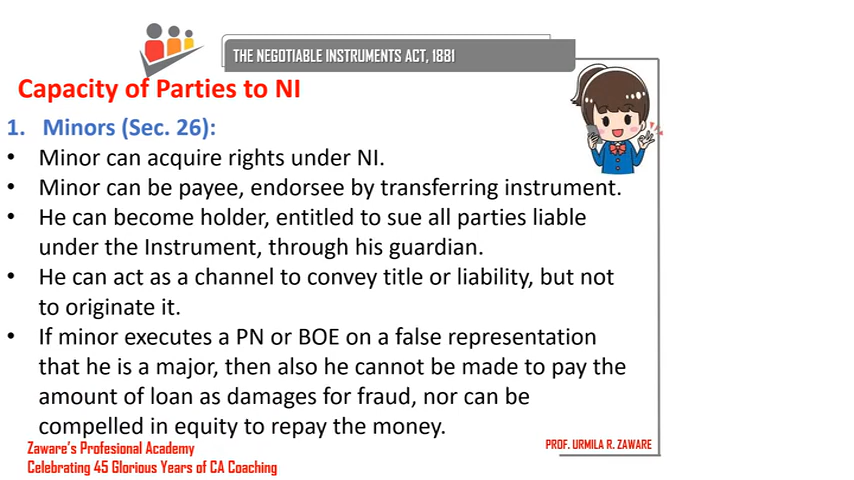 THE NEGOTIABLE INSTRUMENTS ACT, 1881
Capacity of Parties to NI
1. Minors (Sec. 26):
• Minor can acquire rights under NI.
• Minor can be payee, endorsee by transferring instrument.
• He can become holder, entitled to sue all parties liable
under the Instrument, through his guardian.
• He can act as a channel to convey title or liability, but not
to originate it.
• If minor executes a PN or BOE on a false representation
that he is a major, then also he cannot be made to pay the
amount of loan as damages for fraud, nor can be
compelled in equity to repay the money.
Zaware's Profesional Academy
Celebrating 45 Glorious Years of CA Coaching
PROF. URMILA R. ZAWARE